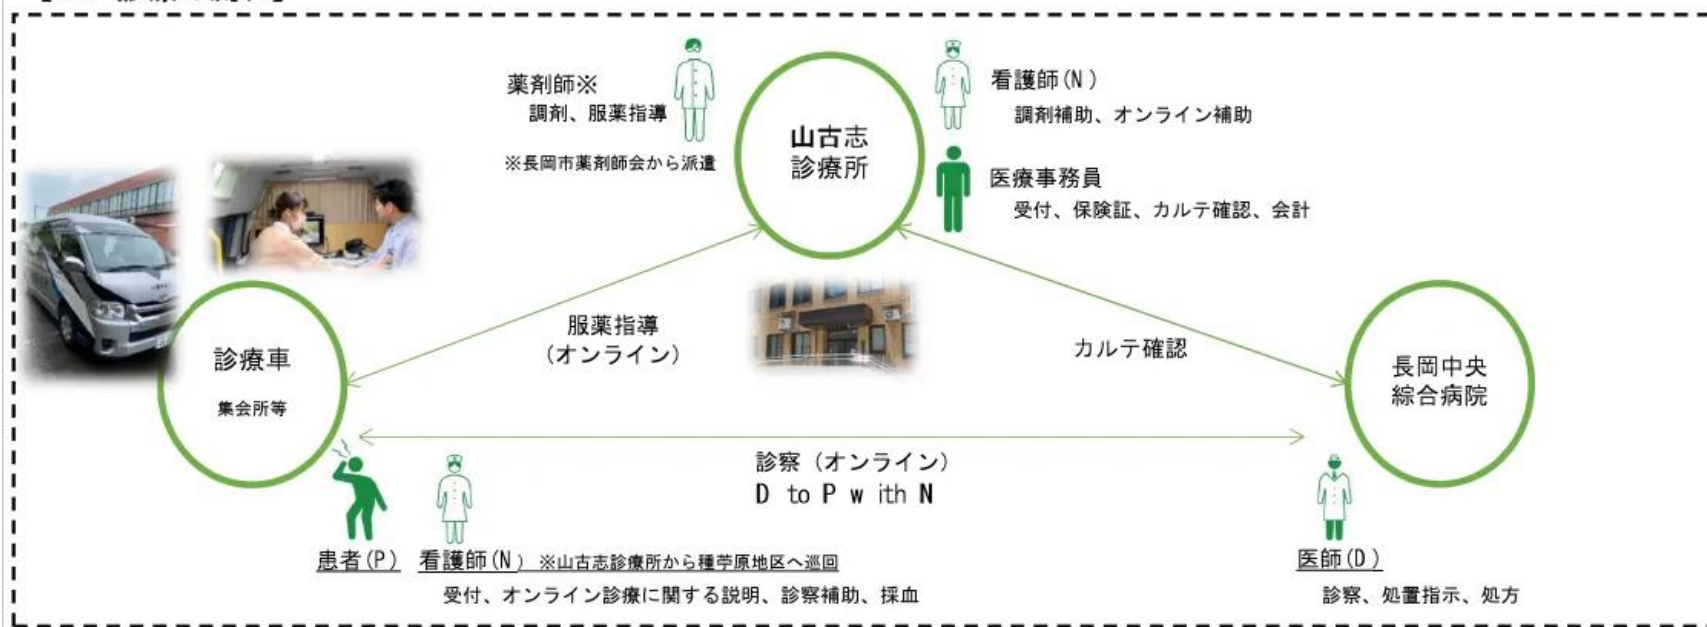 薬剤師※
調剤、服薬指導
※長岡市薬剤師会から派遣
山古志
診療所
看護師(N)
調剤補助、オンライン補助
医療事務員
受付、保険証、カルテ確認、会計
服薬指導
(オンライン)
カルテ確認
診療車
集会所等
長岡中央
綜合病院
診察(オンライン)
D to P w ith N
患者(P) 看護師(N) ※山古志診療所から種苧原地区へ巡回
受付、オンライン診療に関する説明、診察補助、採血
医師(D)
診察、処置指示、処方